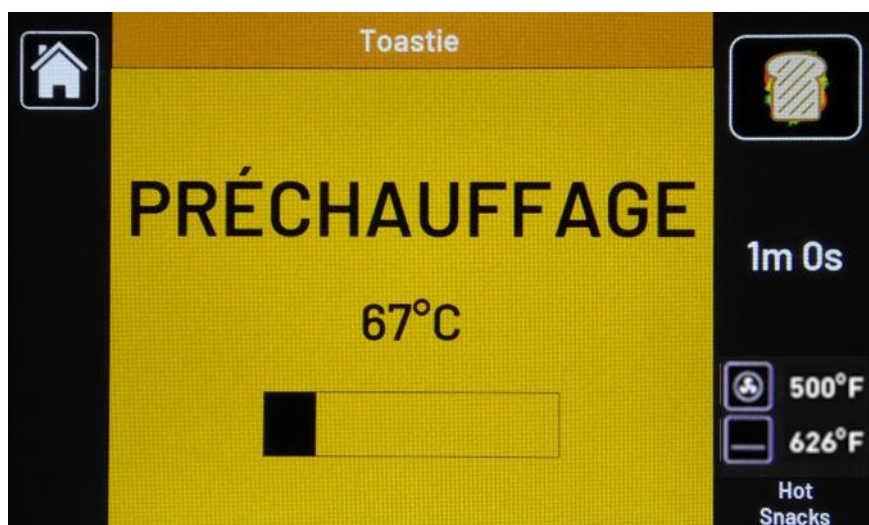 Toastie
PRÉCHAUFFAGE
67°C
1m 0s
500°F
626°F
Hot
Snacks